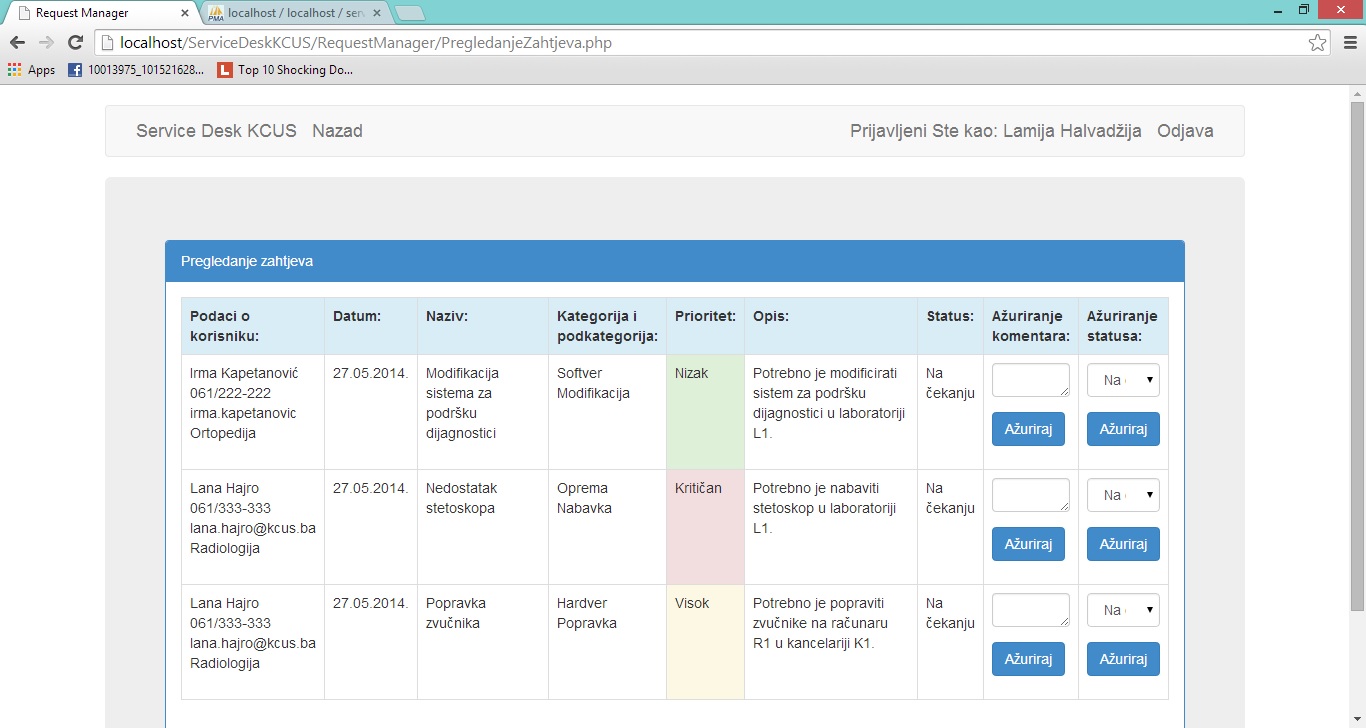 Request Manager
localhost / localhost / ser
localhost/ServiceDeskKCUS/RequestManager/PregledanjeZahtjeva.php
Apps
10013975_101521628...
Top 10 Shocking Do...
Service Desk KCUS Nazad
Prijavljeni Ste kao: Lamija Halvadžija Odjava
Pregledanje zahtjeva
Podaci o
korisniku:
Datum:
Naziv:
Kategorija i
podkategorija:
Prioritet:
Opis:
Status:
Ažuriranje
komentara:
Ažuriranje
statusa:
Irma Kapetanović
061/222-222
irma.kapetanovic
Ortopedija
27.05.2014.
Modifikacija
sistema za
podršku
dijagnostici
Softver
Modifikacija
Nizak
Potrebno je modificirati
sistem za podršku
dijagnostici u laboratoriji
L1.
Na
čekanju
Ažuriraj
Na
Ažuriraj
Lana Hajro
061/333-333
lana.hajro@kcus.ba
Radiologija
27.05.2014.
Nedostatak
stetoskopa
Oprema
Nabavka
Kritičan
Potrebno je nabaviti
stetoskop u laboratoriji
L1.
Na
čekanju
Ažuriraj
Na
Ažuriraj
Lana Hajro
061/333-333
lana.hajro@kcus.ba
Radiologija
27.05.2014.
Popravka
zvučnika
Hardver
Popravka
Visok
Potrebno je popraviti
zvučnike na računaru
R1 u kancelariji K1.
Na
čekanju
Ažuriraj
Na
Ažuriraj